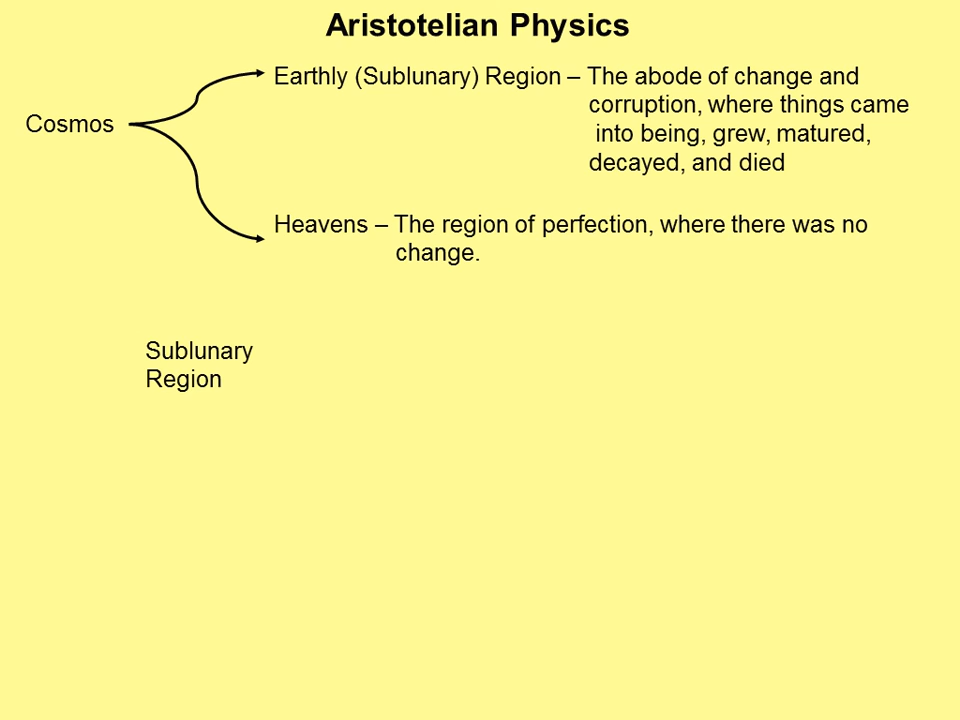 Aristotelian Physics
Earthly (Sublunary) Region – The abode of change and
corruption, where things came
into being, grew, matured,
decayed, and died
Cosmos
Heavens – The region of perfection, where there was no
change.
Sublunary
Region